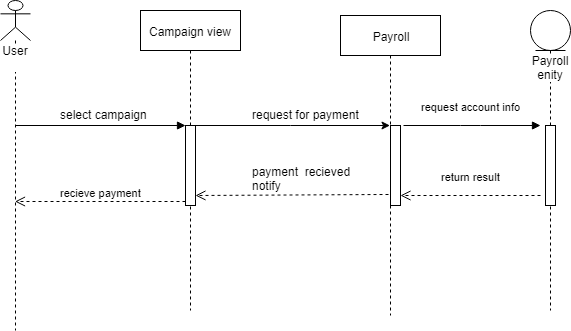 User
Campaign view
Payroll
Payroll
enity
select campaign
request for payment
request account info
payment recieved
notify
return result
recieve payment